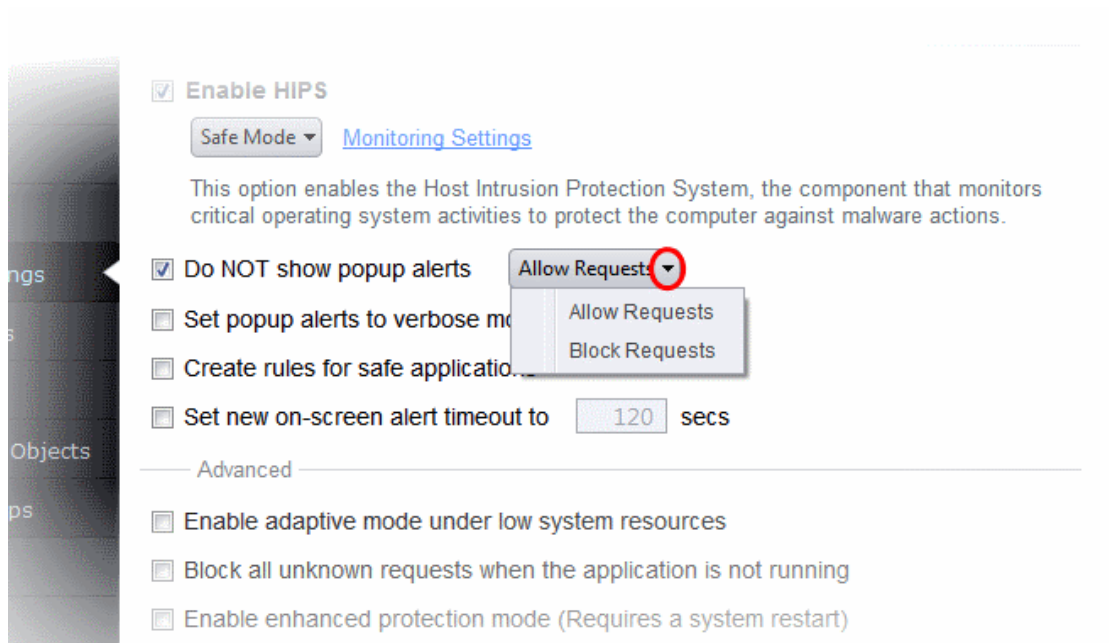 Enable HIPS
Safe Mode Monitoring Settings
This option enables the Host Intrusion Protection System, the component that monitors
critical operating system activities to protect the computer against malware actions.
ngs
Do NOT show popup alerts Allow Requests
Allow Requests
s
Set popup alerts to verbose mo
Block Requests
Create rules for safe applications
Set new on-screen alert timeout to 120 secs
Objects
Advanced
ps
Enable adaptive mode under low system resources
Block all unknown requests when the application is not running
Enable enhanced protection mode (Requires a system restart)